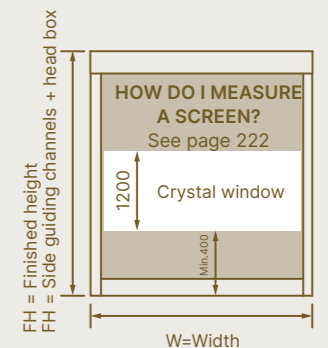 HOW DO I MEASURE
A SCREEN?
See page 222
1200
Crystal window
Min.400
FH = Finished height
FH = Side guiding channels + head box
W=Width